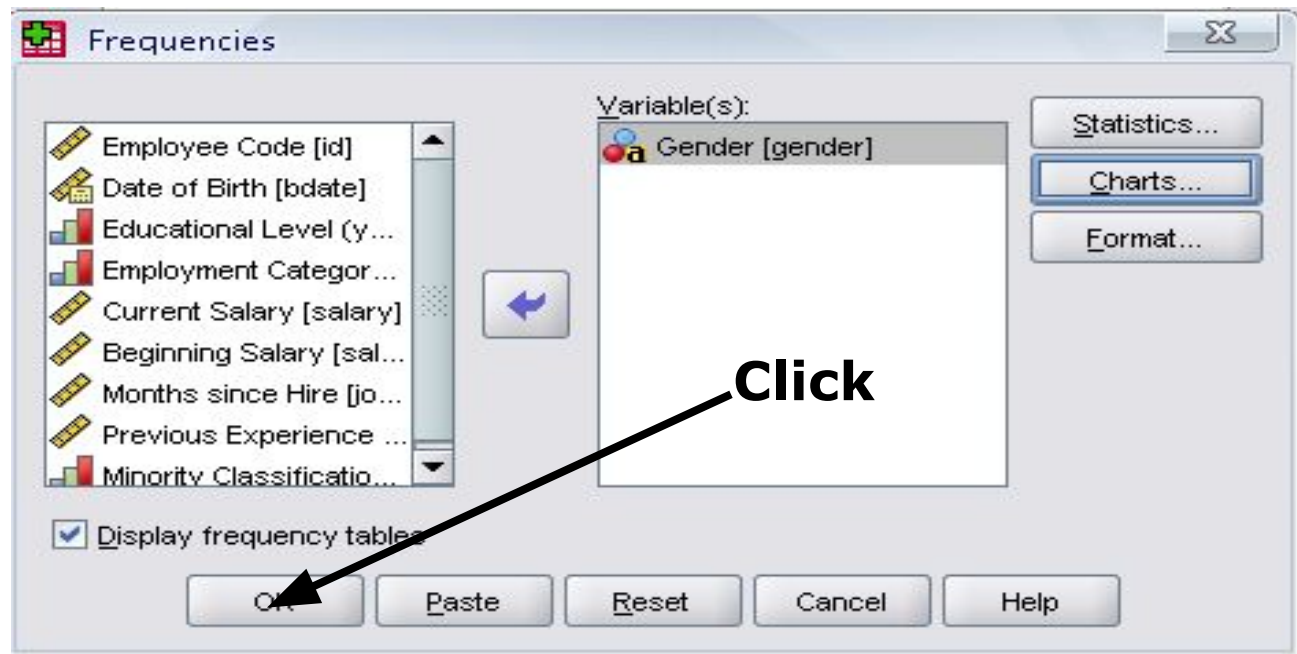 Frequencies
Variable(s):
Employee Code [id]
Date of Birth [bdate]
Educational Level (y...
Employment Categor...
Current Salary [salary]
Beginning Salary [sal...
Months since Hire [jo...
Previous Experience ...
Minority Classificatio...
Gender [gender]
Statistics...
Charts...
Format...
Click
Display frequency tables
OK Paste Reset Cancel Help